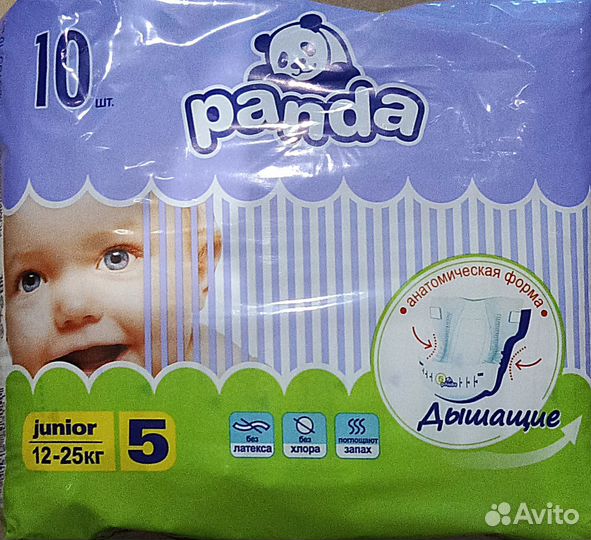 10 шт.
panda
анатомическая форма
Дышащие
junior
12-25кг
5
без
латекса
без
хлора
поглощают
запах
Avito